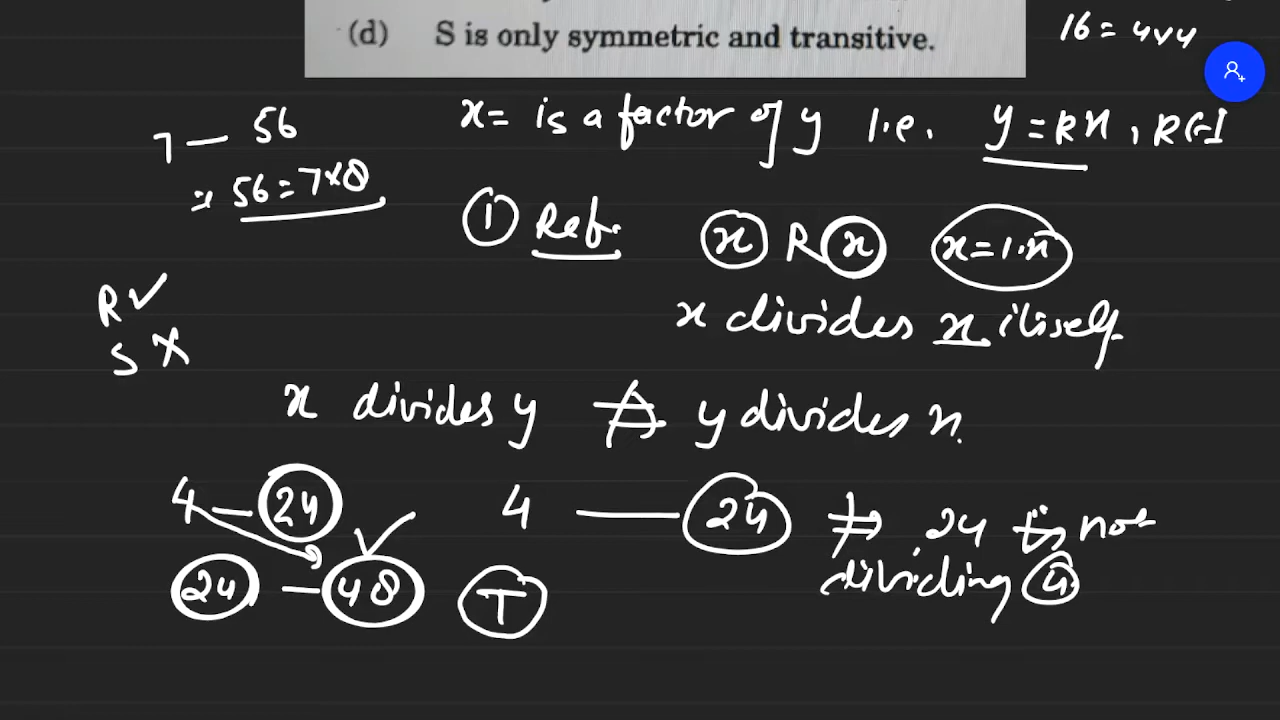 (d) S is only symmetric and transitive.
16 = 4×4
7 — 56
⇒ 56 = 7×8
x = is a factor of y i.e. y = kx, k∈I
① Ref. x R x x = 1·x
x divides x itself
R✓
S ×
x divides y ⇏ y divides x.
4 — 24
24 — 48 T
4 — 24 ⇏ 24 is not
dividing 4